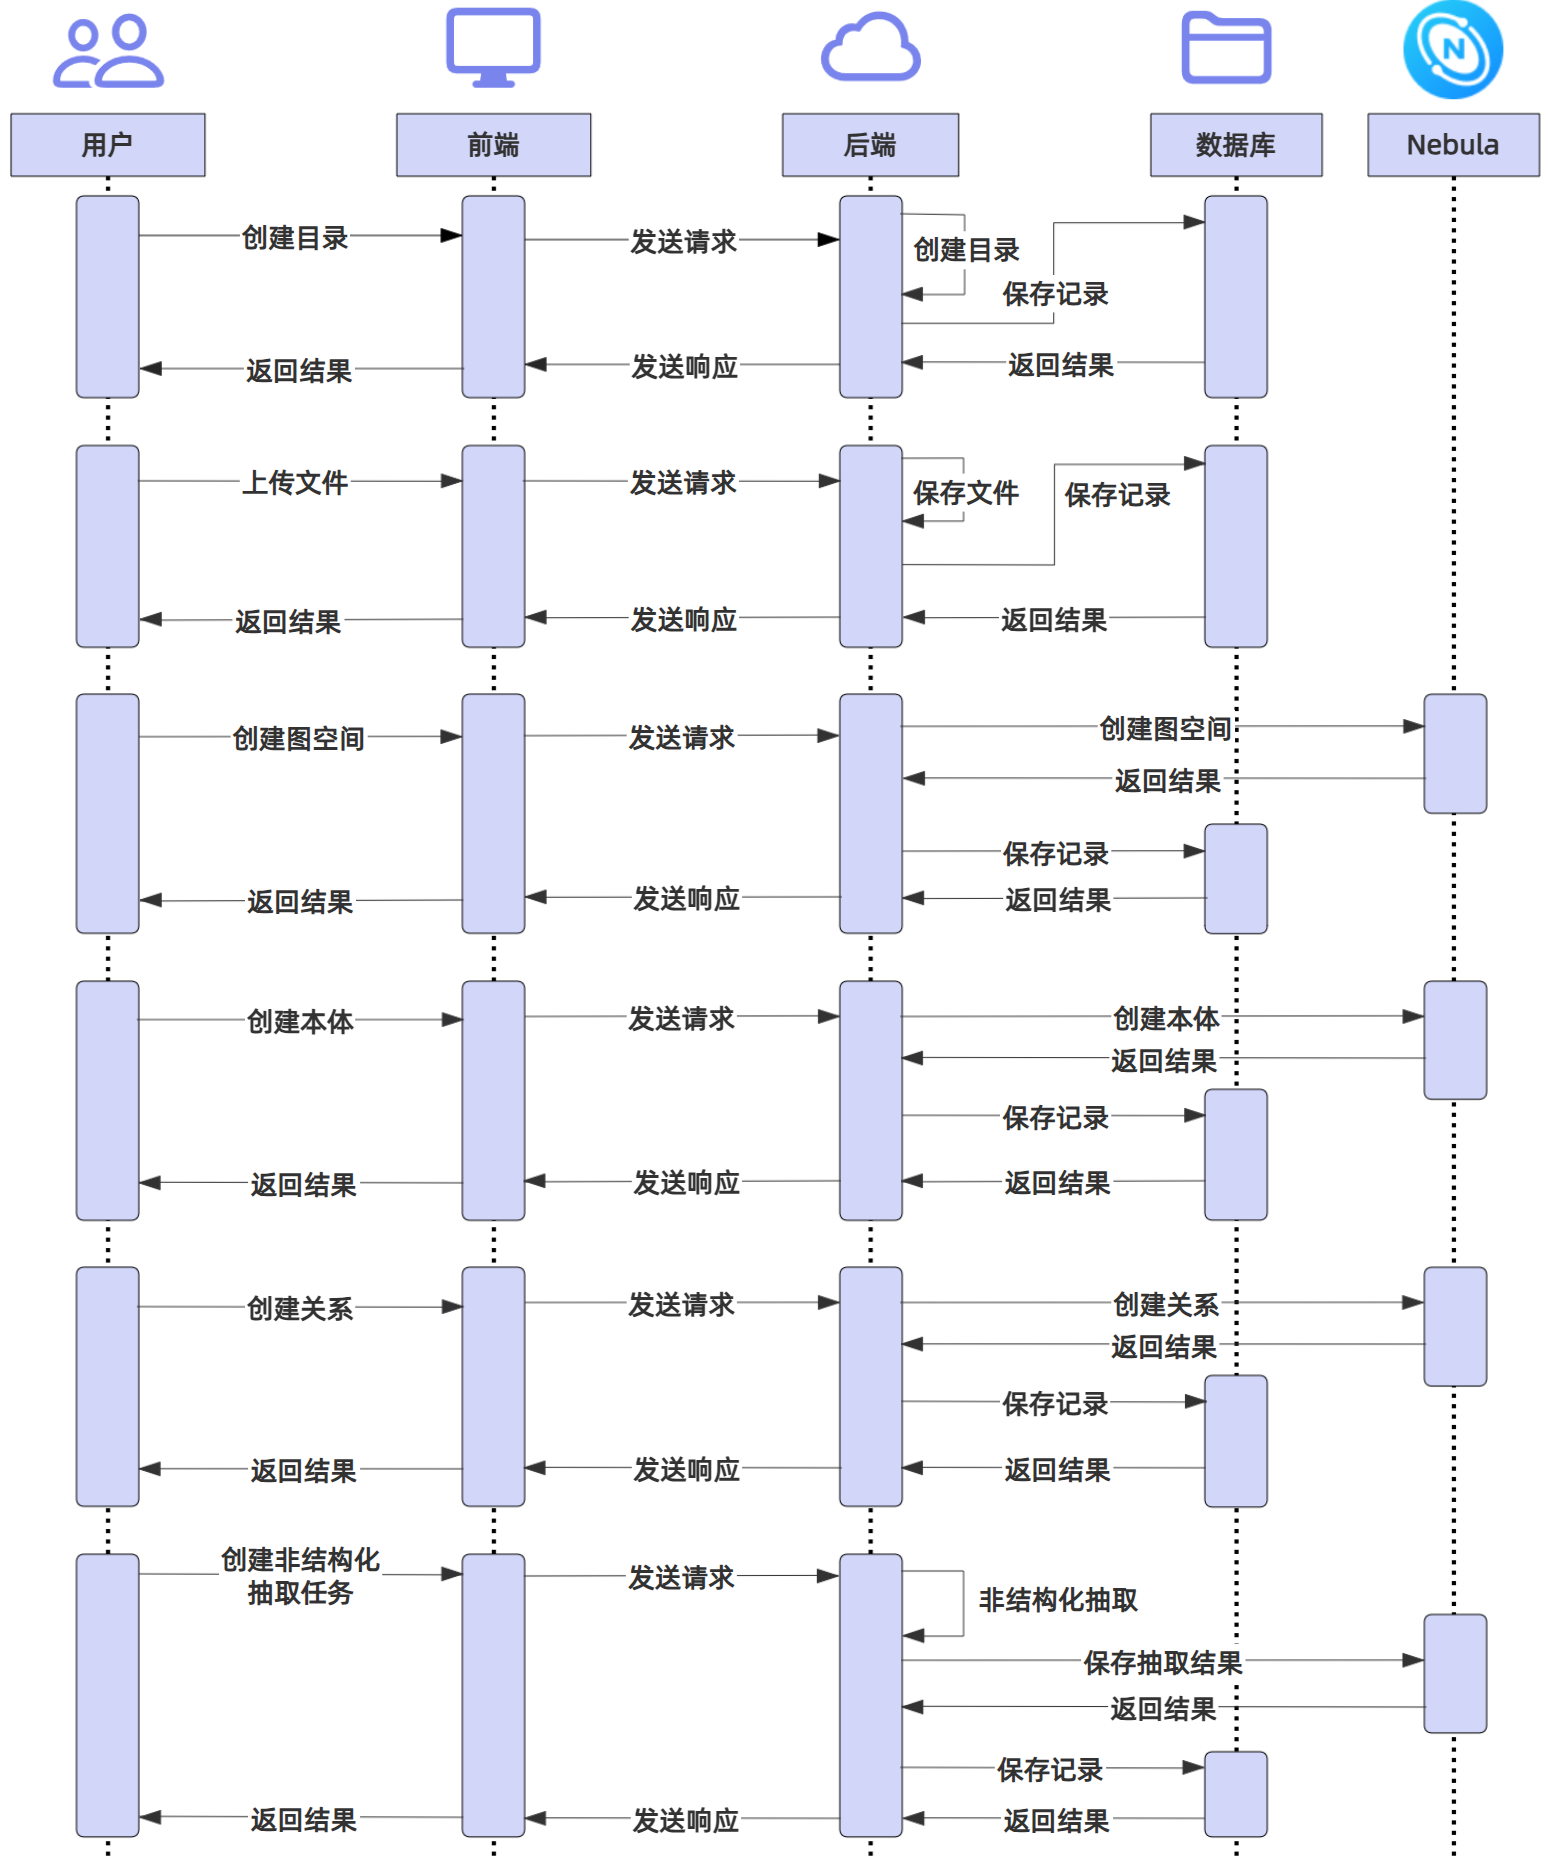 N
用户
前端
后端
数据库
Nebula
创建目录
发送请求
创建目录
保存记录
返回结果
发送响应
返回结果
上传文件
发送请求
保存文件
保存记录
返回结果
发送响应
返回结果
创建图空间
发送请求
创建图空间
返回结果
保存记录
返回结果
发送响应
返回结果
创建本体
发送请求
创建本体
返回结果
保存记录
返回结果
发送响应
返回结果
创建关系
发送请求
创建关系
返回结果
保存记录
返回结果
发送响应
返回结果
创建非结构化
抽取任务
发送请求
非结构化抽取
保存抽取结果
返回结果
保存记录
返回结果
发送响应
返回结果